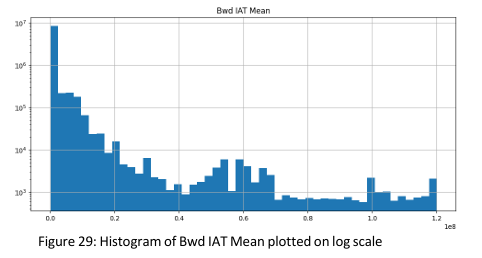 Bwd IAT Mean
10⁷
10⁶
10⁵
10⁴
10³
0.0 0.2 0.4 0.6 0.8 1.0 1.2
1e8
Figure 29: Histogram of Bwd IAT Mean plotted on log scale